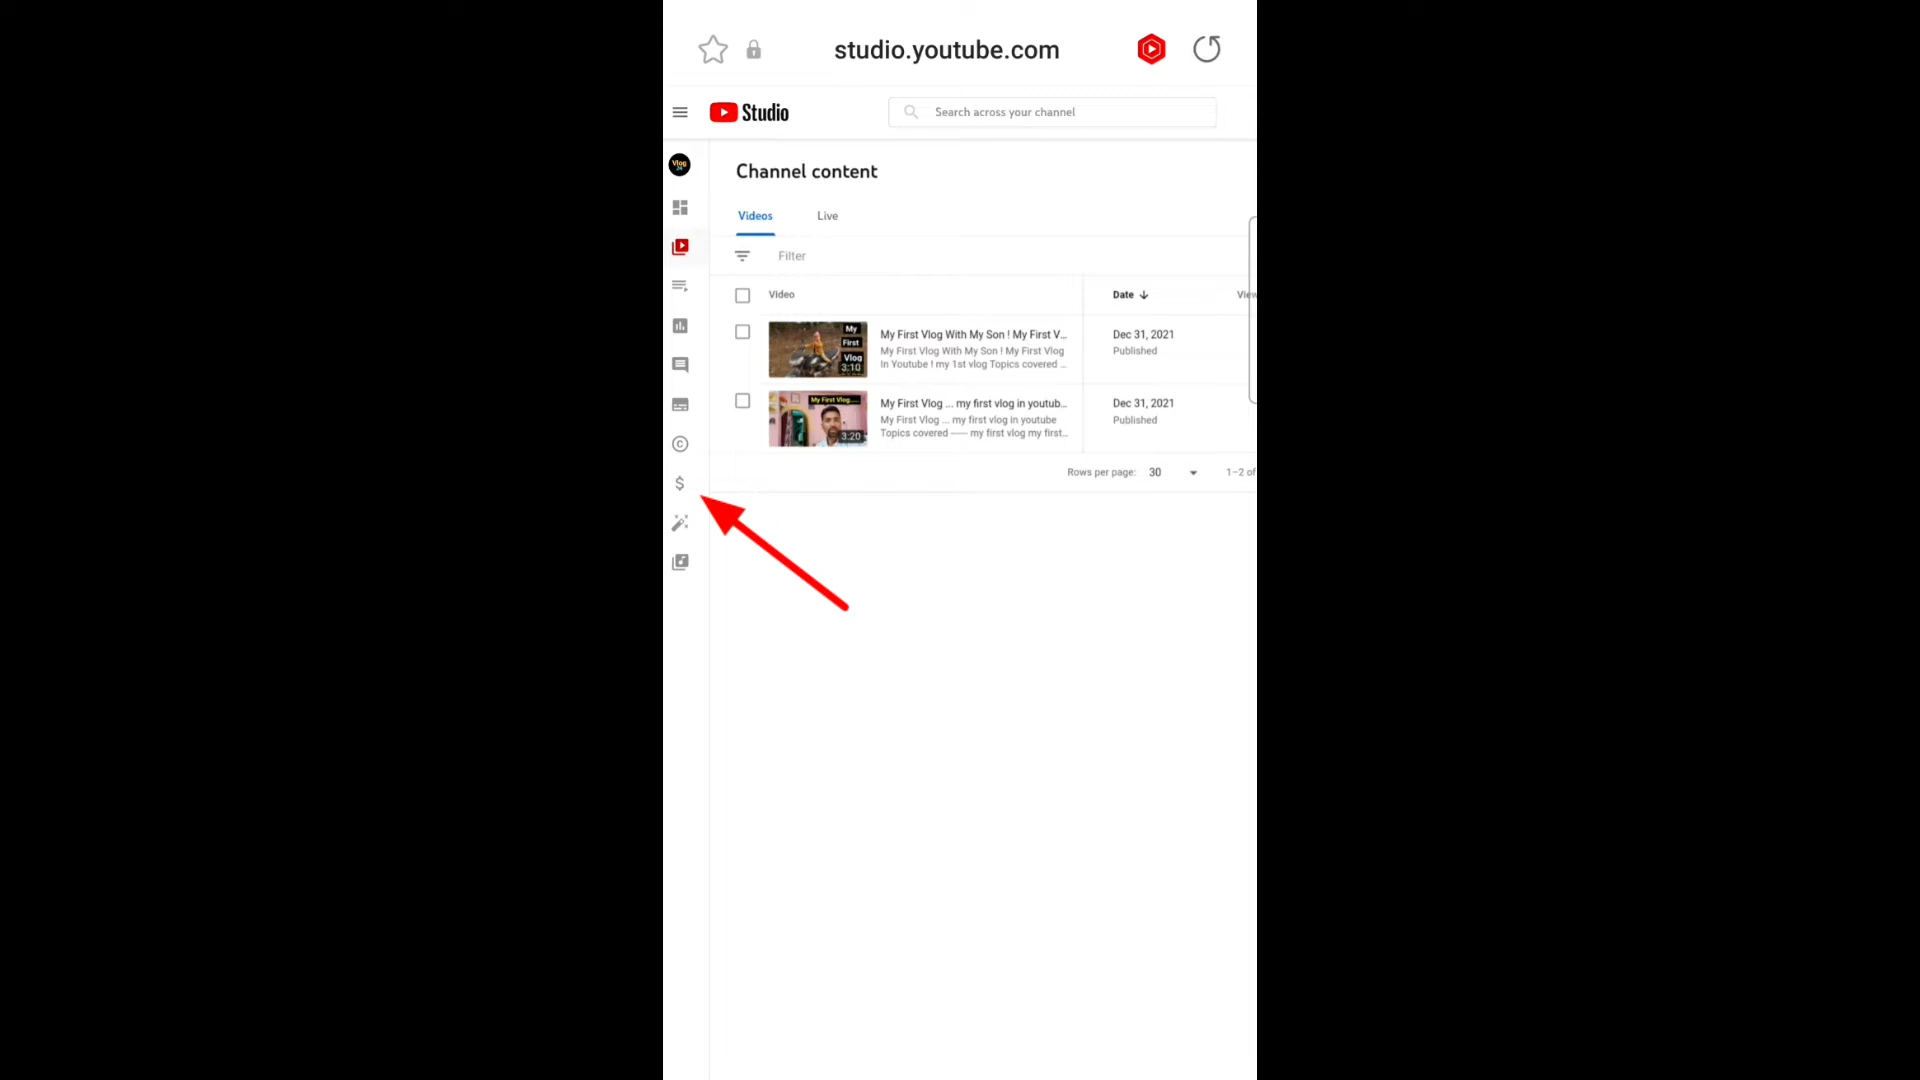 studio.youtube.com
Studio
Search across your channel
Vlog
Channel content
Videos Live
Filter
Video Date
My First Vlog With My Son ! My First V...
My First Vlog With My Son ! My First Vlog
In Youtube ! my 1st vlog Topics covered ...
Dec 31, 2021
Published
My
First
Vlog
3:10
My First Vlog ... my first vlog in youtub...
My First Vlog ... my first vlog in youtube
Topics covered —— my first vlog my first...
Dec 31, 2021
Published
My First Vlog.....
3:20
Rows per page: 30 1–2 of
$